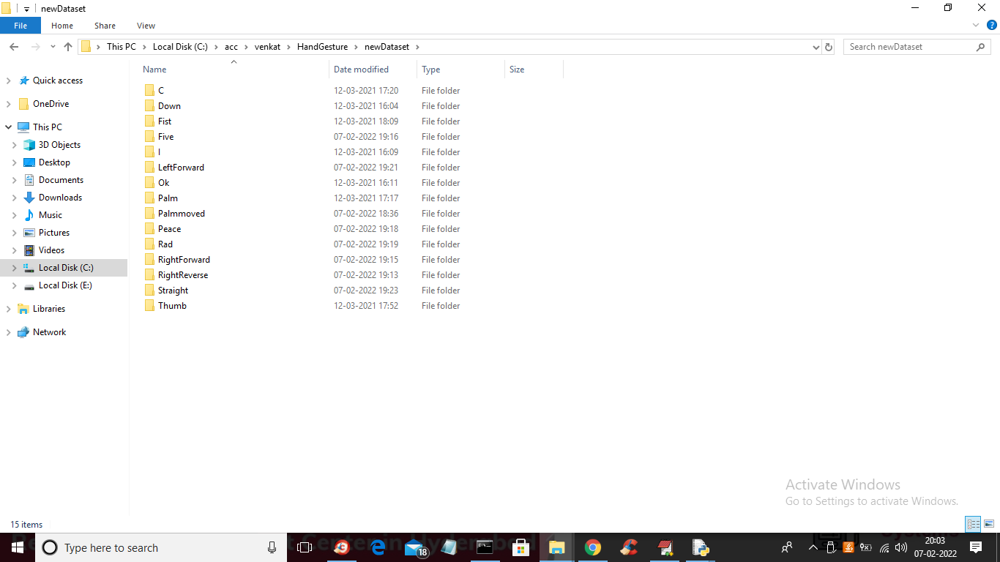 newDataset
File Home Share View
This PC Local Disk (C:) acc venkat HandGesture newDataset
Search newDataset
Name Date modified Type Size
Quick access
OneDrive
This PC
3D Objects
Desktop
Documents
Downloads
Music
Pictures
Videos
Local Disk (C:)
Local Disk (E:)
Libraries
Network
C 12-03-2021 17:20 File folder
Down 12-03-2021 16:04 File folder
Fist 12-03-2021 18:09 File folder
Five 07-02-2022 19:16 File folder
I 12-03-2021 16:09 File folder
LeftForward 07-02-2022 19:21 File folder
Ok 12-03-2021 16:11 File folder
Palm 12-03-2021 17:17 File folder
Palmmoved 07-02-2022 18:36 File folder
Peace 07-02-2022 19:18 File folder
Rad 07-02-2022 19:19 File folder
RightForward 07-02-2022 19:15 File folder
RightReverse 07-02-2022 19:13 File folder
Straight 07-02-2022 19:23 File folder
Thumb 12-03-2021 17:52 File folder
Activate Windows
Go to Settings to activate Windows.
15 items
Type here to search
18
20:03
07-02-2022